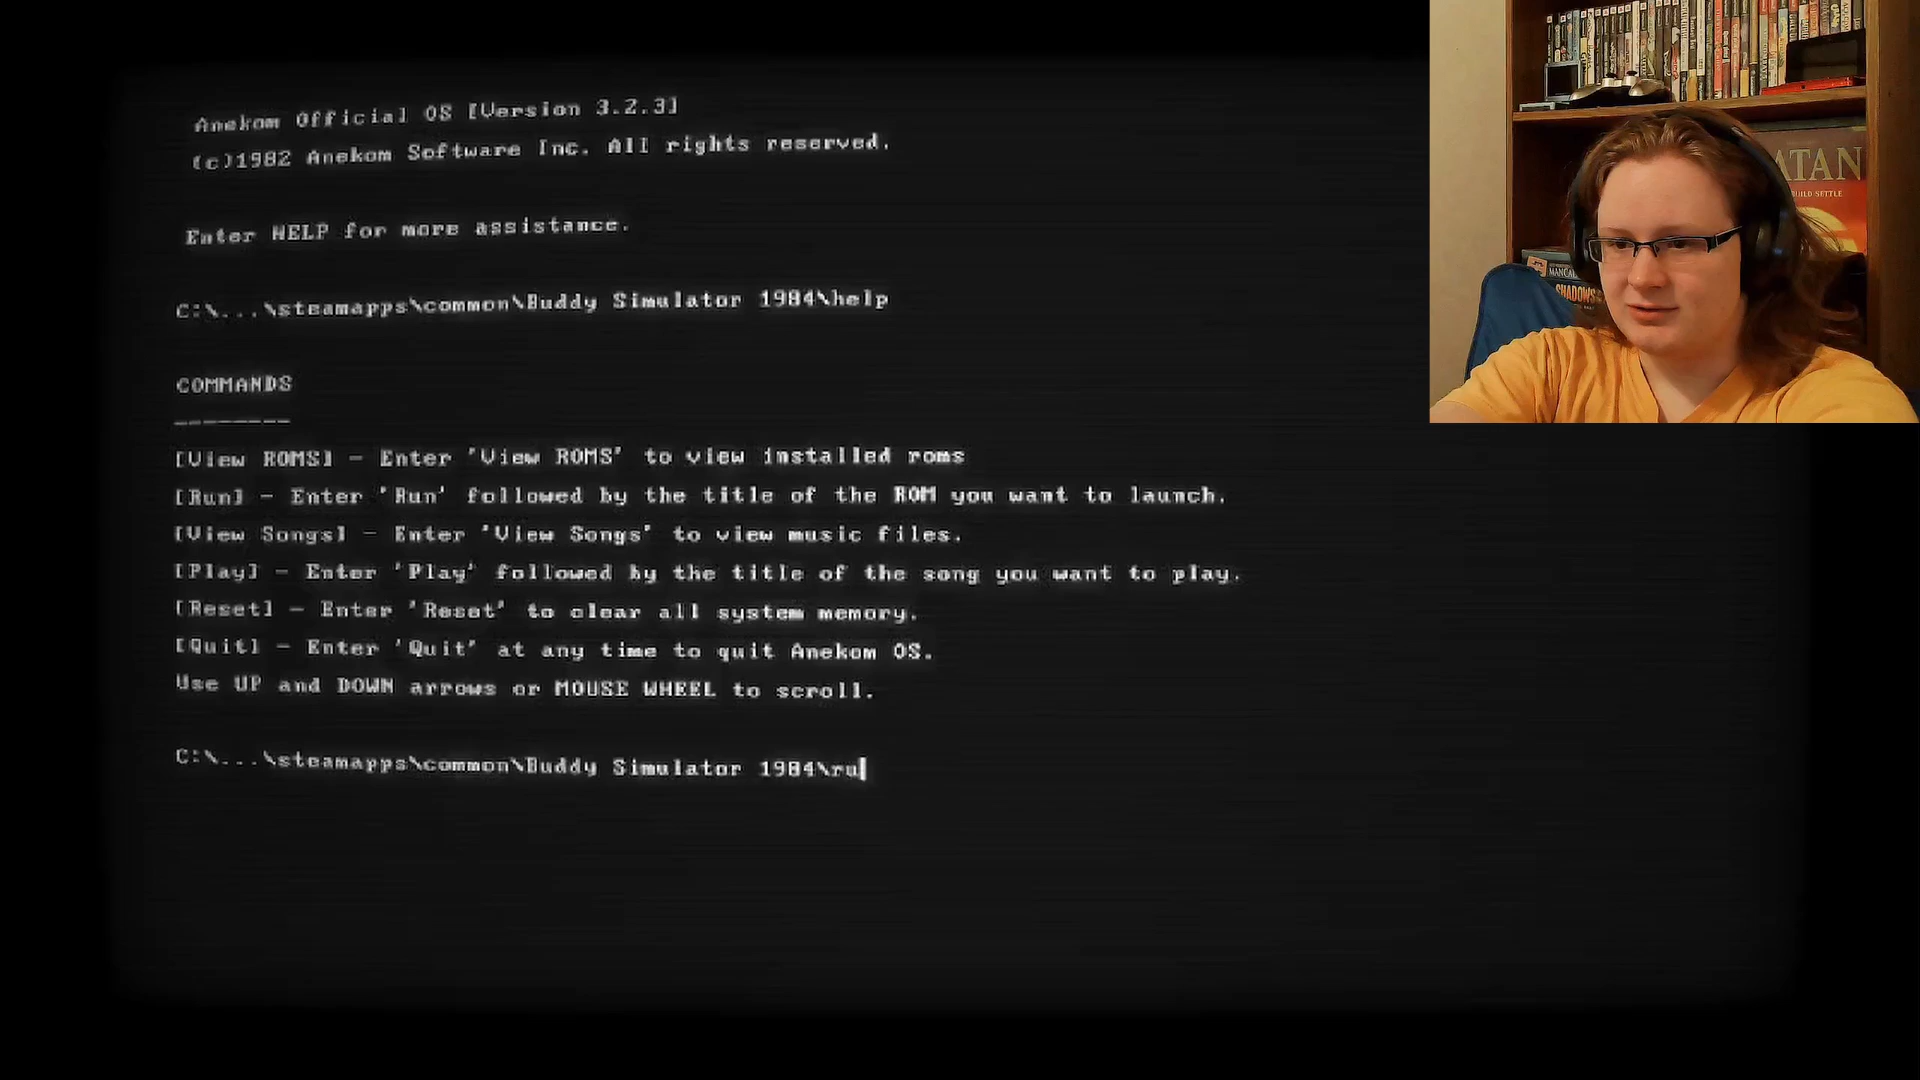 Anekom Official OS [Version 3.2.3]
(c)1982 Anekom Software Inc. All rights reserved.
Enter HELP for more assistance.
C:\...\steamapps\common\Buddy Simulator 1984\help
COMMANDS
--------
[View ROMS] - Enter 'View ROMS' to view installed roms
[Run] - Enter 'Run' followed by the title of the ROM you want to launch.
[View Songs] - Enter 'View Songs' to view music files.
[Play] - Enter 'Play' followed by the title of the song you want to play.
[Reset] - Enter 'Reset' to clear all system memory.
[Quit] - Enter 'Quit' at any time to quit Anekom OS.
Use UP and DOWN arrows or MOUSE WHEEL to scroll.
C:\...\steamapps\common\Buddy Simulator 1984\ru
ATAN
BUILD SETTLE
MANCALA
SHADOWS